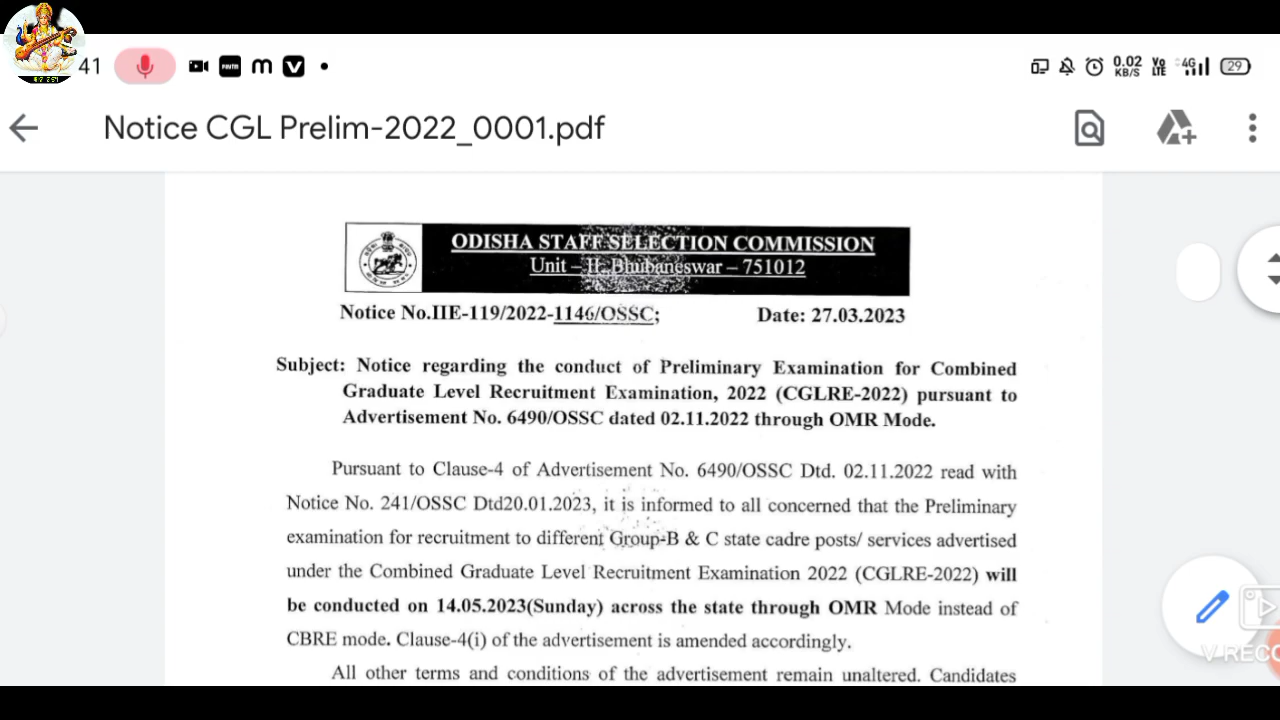 41
Paytm
m
V
0.02
KB/S
Vo
LTE
4G
29
Notice CGL Prelim-2022_0001.pdf
ODISHA STAFF SELECTION COMMISSION
Unit – II, Bhubaneswar – 751012
Notice No.IIE-119/2022-1146/OSSC; Date: 27.03.2023
Subject: Notice regarding the conduct of Preliminary Examination for Combined
Graduate Level Recruitment Examination, 2022 (CGLRE-2022) pursuant to
Advertisement No. 6490/OSSC dated 02.11.2022 through OMR Mode.
Pursuant to Clause-4 of Advertisement No. 6490/OSSC Dtd. 02.11.2022 read with
Notice No. 241/OSSC Dtd20.01.2023, it is informed to all concerned that the Preliminary
examination for recruitment to different Group-B & C state cadre posts/ services advertised
under the Combined Graduate Level Recruitment Examination 2022 (CGLRE-2022) will
be conducted on 14.05.2023(Sunday) across the state through OMR Mode instead of
CBRE mode. Clause-4(i) of the advertisement is amended accordingly.
All other terms and conditions of the advertisement remain unaltered. Candidates
V RECO